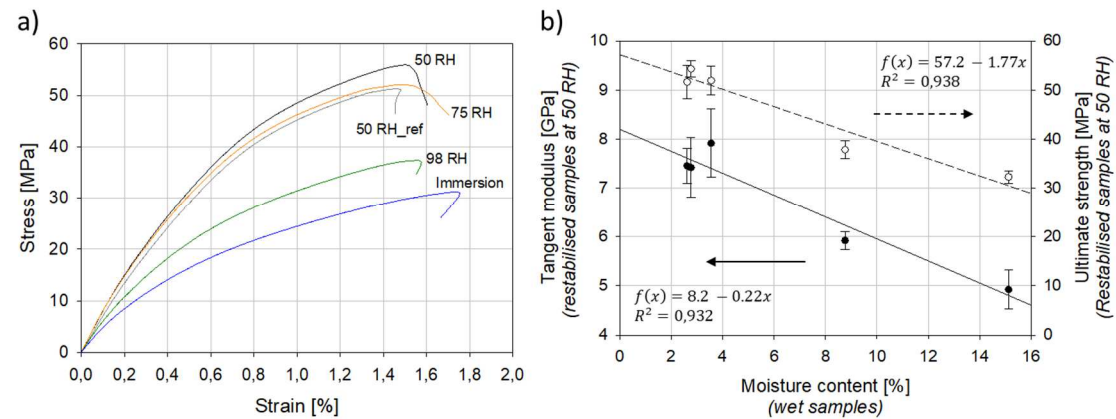 a)
60
50
40
30
20
10
0
Stress [MPa]
50 RH
75 RH
50 RH_ref
98 RH
Immersion
0,0 0,2 0,4 0,6 0,8 1,0 1,2 1,4 1,6 1,8 2,0
Strain [%]
b)
10
9
8
7
6
5
4
Tangent modulus [GPa]
(restabilised samples at 50 RH)
f(x) = 57.2 − 1.77x
R² = 0,938
f(x) = 8.2 − 0.22x
R² = 0,932
60
50
40
30
20
10
0
Ultimate strength [MPa]
(Restabilised samples at 50 RH)
0 2 4 6 8 10 12 14 16
Moisture content [%]
(wet samples)